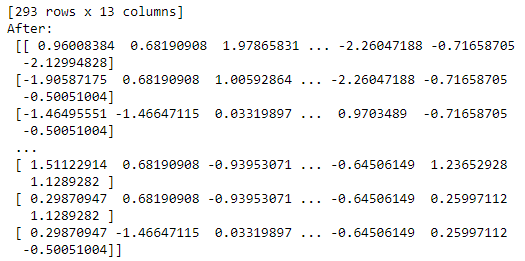 [293 rows x 13 columns]
After:
[[ 0.96008384 0.68190908 1.97865831 ... -2.26047188 -0.71658705
-2.12994828]
[-1.90587175 0.68190908 1.00592864 ... -2.26047188 -0.71658705
-0.50051004]
[-1.46495551 -1.46647115 0.03319897 ... 0.9703489 -0.71658705
-0.50051004]
...
[ 1.51122914 0.68190908 -0.93953071 ... -0.64506149 1.23652928
1.1289282 ]
[ 0.29870947 0.68190908 -0.93953071 ... -0.64506149 0.25997112
1.1289282 ]
[ 0.29870947 -1.46647115 0.03319897 ... -0.64506149 0.25997112
-0.50051004]]